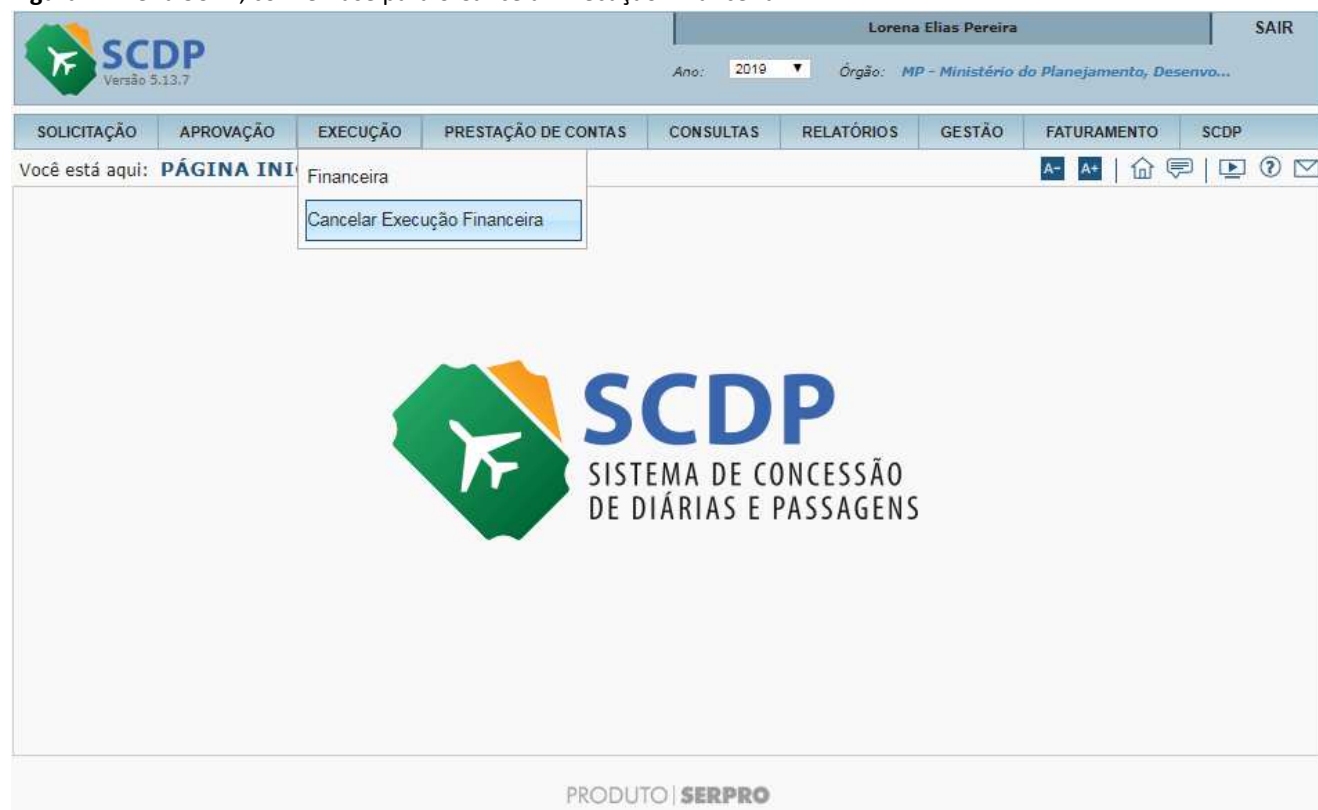 SCDP
Versão 5.13.7
Lorena Elias Pereira
SAIR
Ano: 2019 Órgão: MP - Ministério do Planejamento, Desenvo...
SOLICITAÇÃO APROVAÇÃO EXECUÇÃO PRESTAÇÃO DE CONTAS CONSULTAS RELATÓRIOS GESTÃO FATURAMENTO SCDP
Você está aqui: PÁGINA INI
A- A+
Financeira
Cancelar Execução Financeira
SCDP
SISTEMA DE CONCESSÃO
DE DIÁRIAS E PASSAGENS
PRODUTO | SERPRO